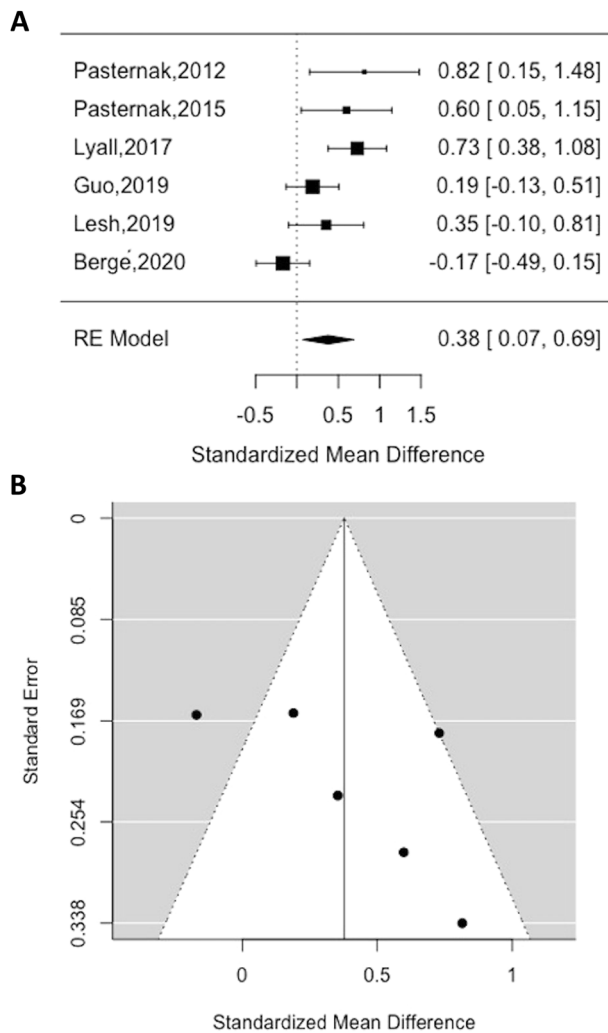 A
Pasternak,2012 0.82 [ 0.15, 1.48]
Pasternak,2015 0.60 [ 0.05, 1.15]
Lyall,2017 0.73 [ 0.38, 1.08]
Guo,2019 0.19 [-0.13, 0.51]
Lesh,2019 0.35 [-0.10, 0.81]
Bergé,2020 -0.17 [-0.49, 0.15]
RE Model 0.38 [ 0.07, 0.69]
-0.5 0.5 1 1.5
Standardized Mean Difference
B
0
0.085
0.169
0.254
0.338
Standard Error
0 0.5 1
Standardized Mean Difference